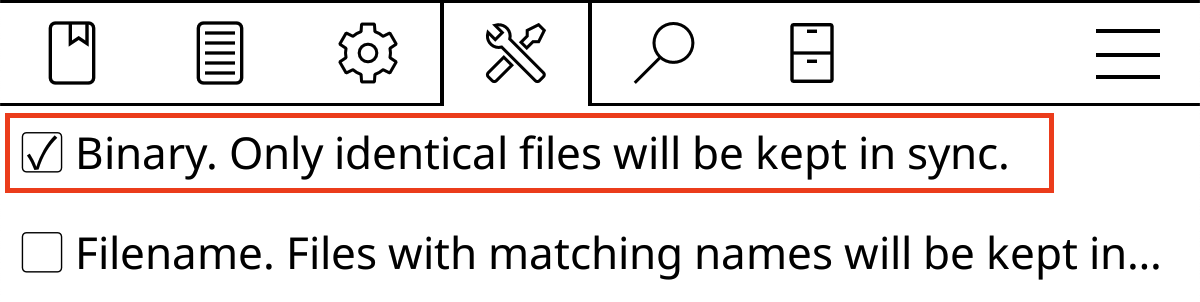 Binary. Only identical files will be kept in sync.
Filename. Files with matching names will be kept in...